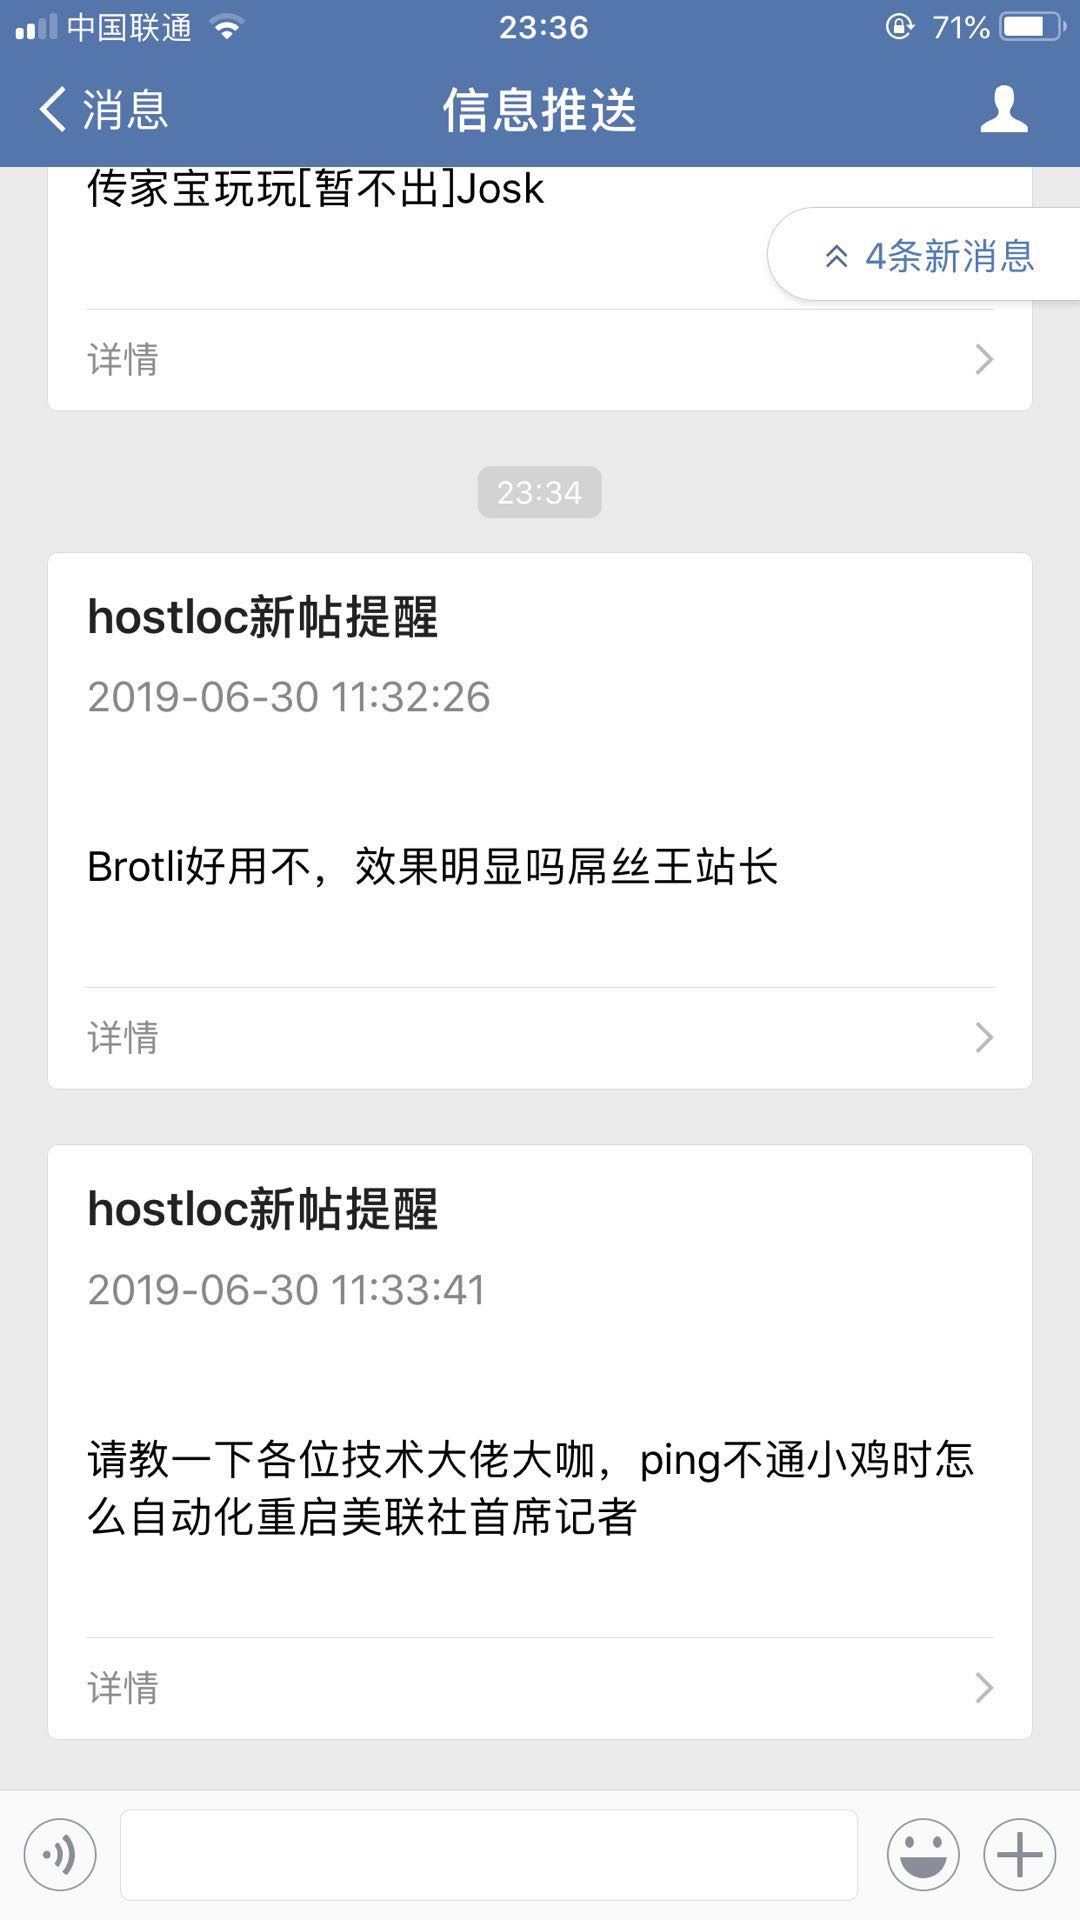 中国联通
23:36
71%
消息
信息推送
传家宝玩玩[暂不出]Josk
4条新消息
详情
23:34
hostloc新帖提醒
2019-06-30 11:32:26
Brotli好用不，效果明显吗屌丝王站长
详情
hostloc新帖提醒
2019-06-30 11:33:41
请教一下各位技术大佬大咖，ping不通小鸡时怎
么自动化重启美联社首席记者
详情